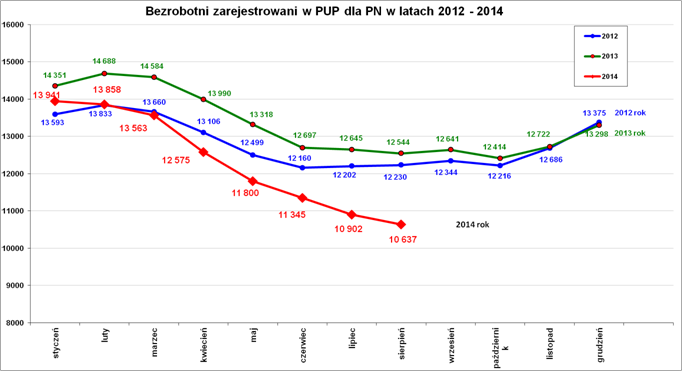 Bezrobotni zarejestrowani w PUP dla PN w latach 2012 - 2014
16000
15000
14000
13000
12000
11000
10000
9000
8000
2012
2013
2014
14 351
14 688
14 584
13 990
13 318
12 697
12 645
12 544
12 641
12 414
12 722
13 298
13 593
13 833
13 660
13 106
12 499
12 160
12 202
12 230
12 344
12 216
12 686
13 375
13 941
13 858
13 563
12 575
11 800
11 345
10 902
10 637
2012 rok
2013 rok
2014 rok
styczeń
luty
marzec
kwiecień
maj
czerwiec
lipiec
sierpień
wrzesień
październi
k
listopad
grudzień